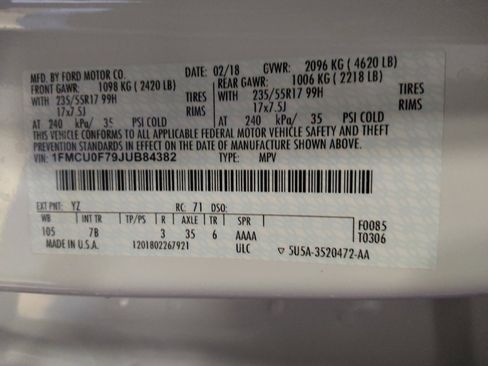 MFD. BY FORD MOTOR CO. DATE: 02/18 GVWR: 2096 KG (4620 LB)
FRONT GAWR: 1098 KG (2420 LB) REAR GAWR: 1006 KG (2218 LB)
WITH 235/55R17 99H TIRES WITH 235/55R17 99H TIRES
17x7.5J RIMS 17x7.5J RIMS
AT 240 kPa/ 35 PSI COLD AT 240 kPa/ 35 PSI COLD
THIS VEHICLE CONFORMS TO ALL APPLICABLE FEDERAL MOTOR VEHICLE SAFETY AND THEFT
PREVENTION STANDARDS IN EFFECT ON THE DATE OF MANUFACTURE SHOWN ABOVE.
VIN: 1FMCU0F79JUB84382 TYPE: MPV
EXT PNT: YZ RC: 71 DSO:
WB INT TR TP/PS R AXLE TR SPR
105 7B 3 35 6 AAAA
F0085
T0306
MADE IN U.S.A. 1201802267921 ULC 5U5A-3520472-AA